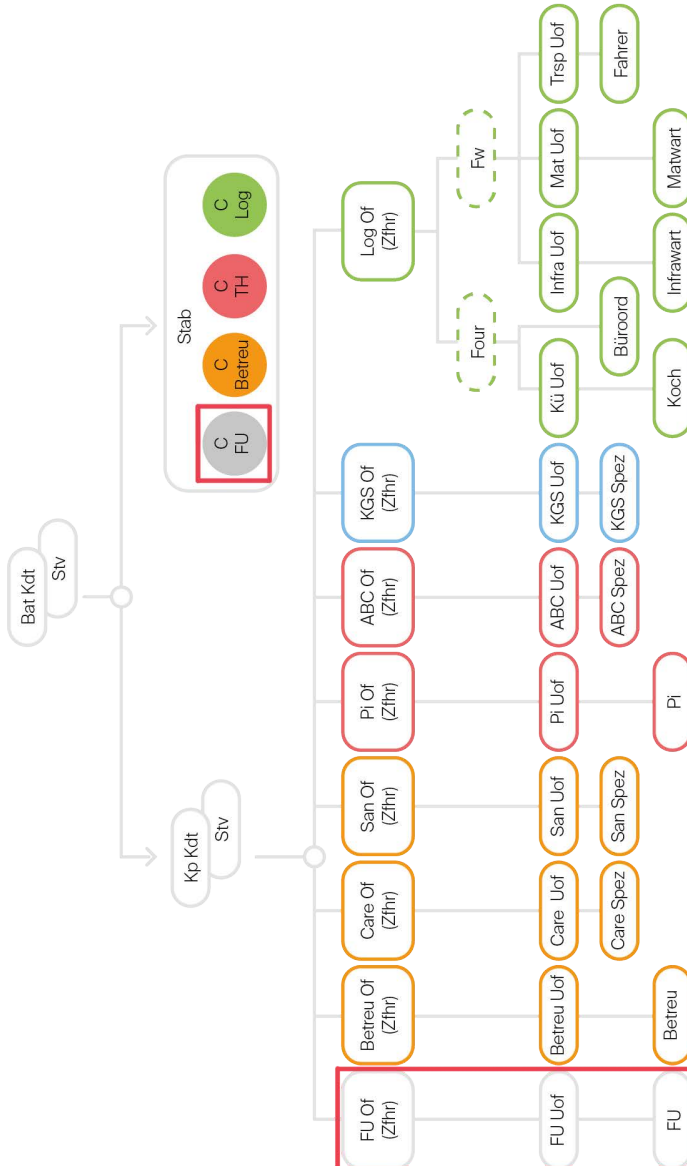 Bat Kdt
Stv
Stab
C
FU
C
Betreu
C
TH
C
Log
Kp Kdt
Stv
FU Of
(Zfhr)
Betreu Of
(Zfhr)
Care Of
(Zfhr)
San Of
(Zfhr)
Pi Of
(Zfhr)
ABC Of
(Zfhr)
KGS Of
(Zfhr)
Log Of
(Zfhr)
Four
Fw
FU Uof
Betreu Uof
Care Uof
San Uof
Pi Uof
ABC Uof
KGS Uof
Kü Uof
Infra Uof
Mat Uof
Trsp Uof
Care Spez
San Spez
ABC Spez
KGS Spez
Büroord
Fahrer
FU
Betreu
Pi
Koch
Infrawart
Matwart